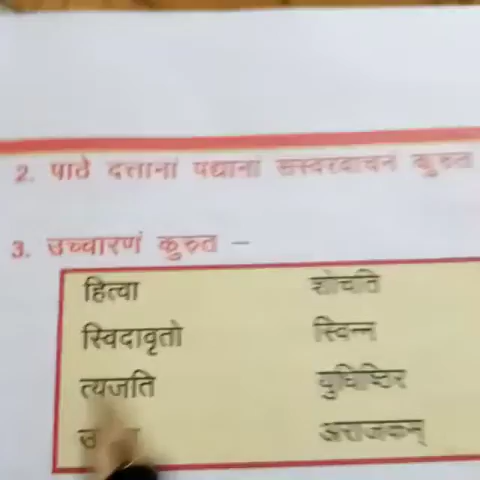 2. पाठे दत्तानां पद्यानां सस्वरवाचनं कुरुत
3. उच्चारणं कुरुत –
हित्वा शोचति
स्विदावृतो स्विन्न
त्यजति युधिष्ठिर
अराजकम्